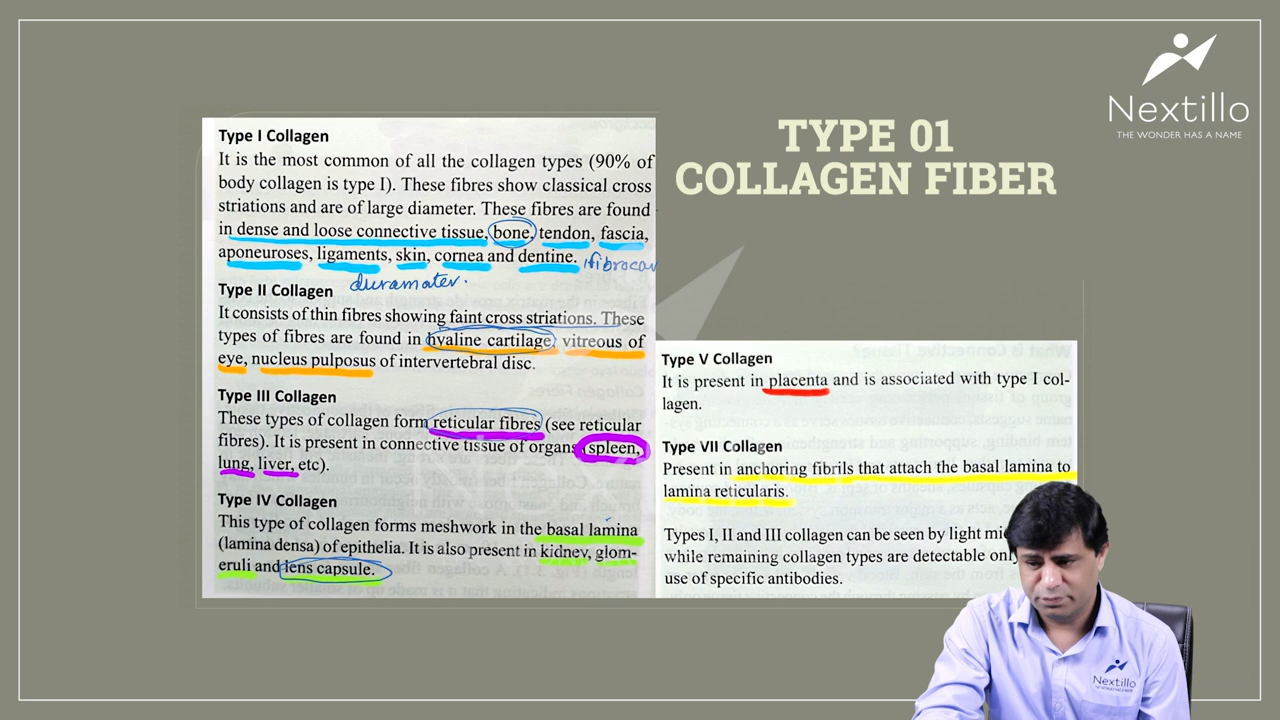 Nextillo
THE WONDER HAS A NAME
TYPE 01
COLLAGEN FIBER
Type I Collagen
It is the most common of all the collagen types (90% of
body collagen is type I). These fibres show classical cross
striations and are of large diameter. These fibres are found
in dense and loose connective tissue, bone, tendon, fascia,
aponeuroses, ligaments, skin, cornea and dentine. fibrocar
duramater.
Type II Collagen
It consists of thin fibres showing faint cross striations. These
types of fibres are found in hyaline cartilage, vitreous of
eye, nucleus pulposus of intervertebral disc.
Type III Collagen
These types of collagen form reticular fibres (see reticular
fibres). It is present in connective tissue of organs (spleen,
lung, liver, etc).
Type IV Collagen
This type of collagen forms meshwork in the basal lamina
(lamina densa) of epithelia. It is also present in kidney, glom-
eruli and lens capsule.
Type V Collagen
It is present in placenta and is associated with type I col-
lagen.
Type VII Collagen
Present in anchoring fibrils that attach the basal lamina to
lamina reticularis.
Types I, II and III collagen can be seen by light mi
while remaining collagen types are detectable onl
use of specific antibodies.
Nextillo